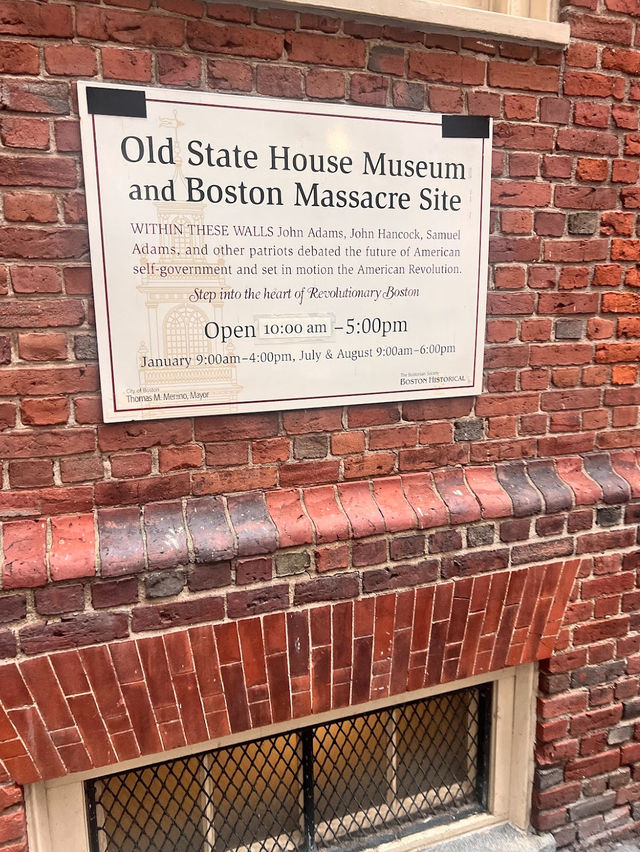 Old State House Museum
and Boston Massacre Site
WITHIN THESE WALLS John Adams, John Hancock, Samuel
Adams, and other patriots debated the future of American
self-government and set in motion the American Revolution.
Step into the heart of Revolutionary Boston
Open 10:00 am –5:00pm
January 9:00am–4:00pm, July & August 9:00am–6:00pm
City of Boston
Thomas M. Menino, Mayor
The Bostonian Society
BOSTON HISTORICAL